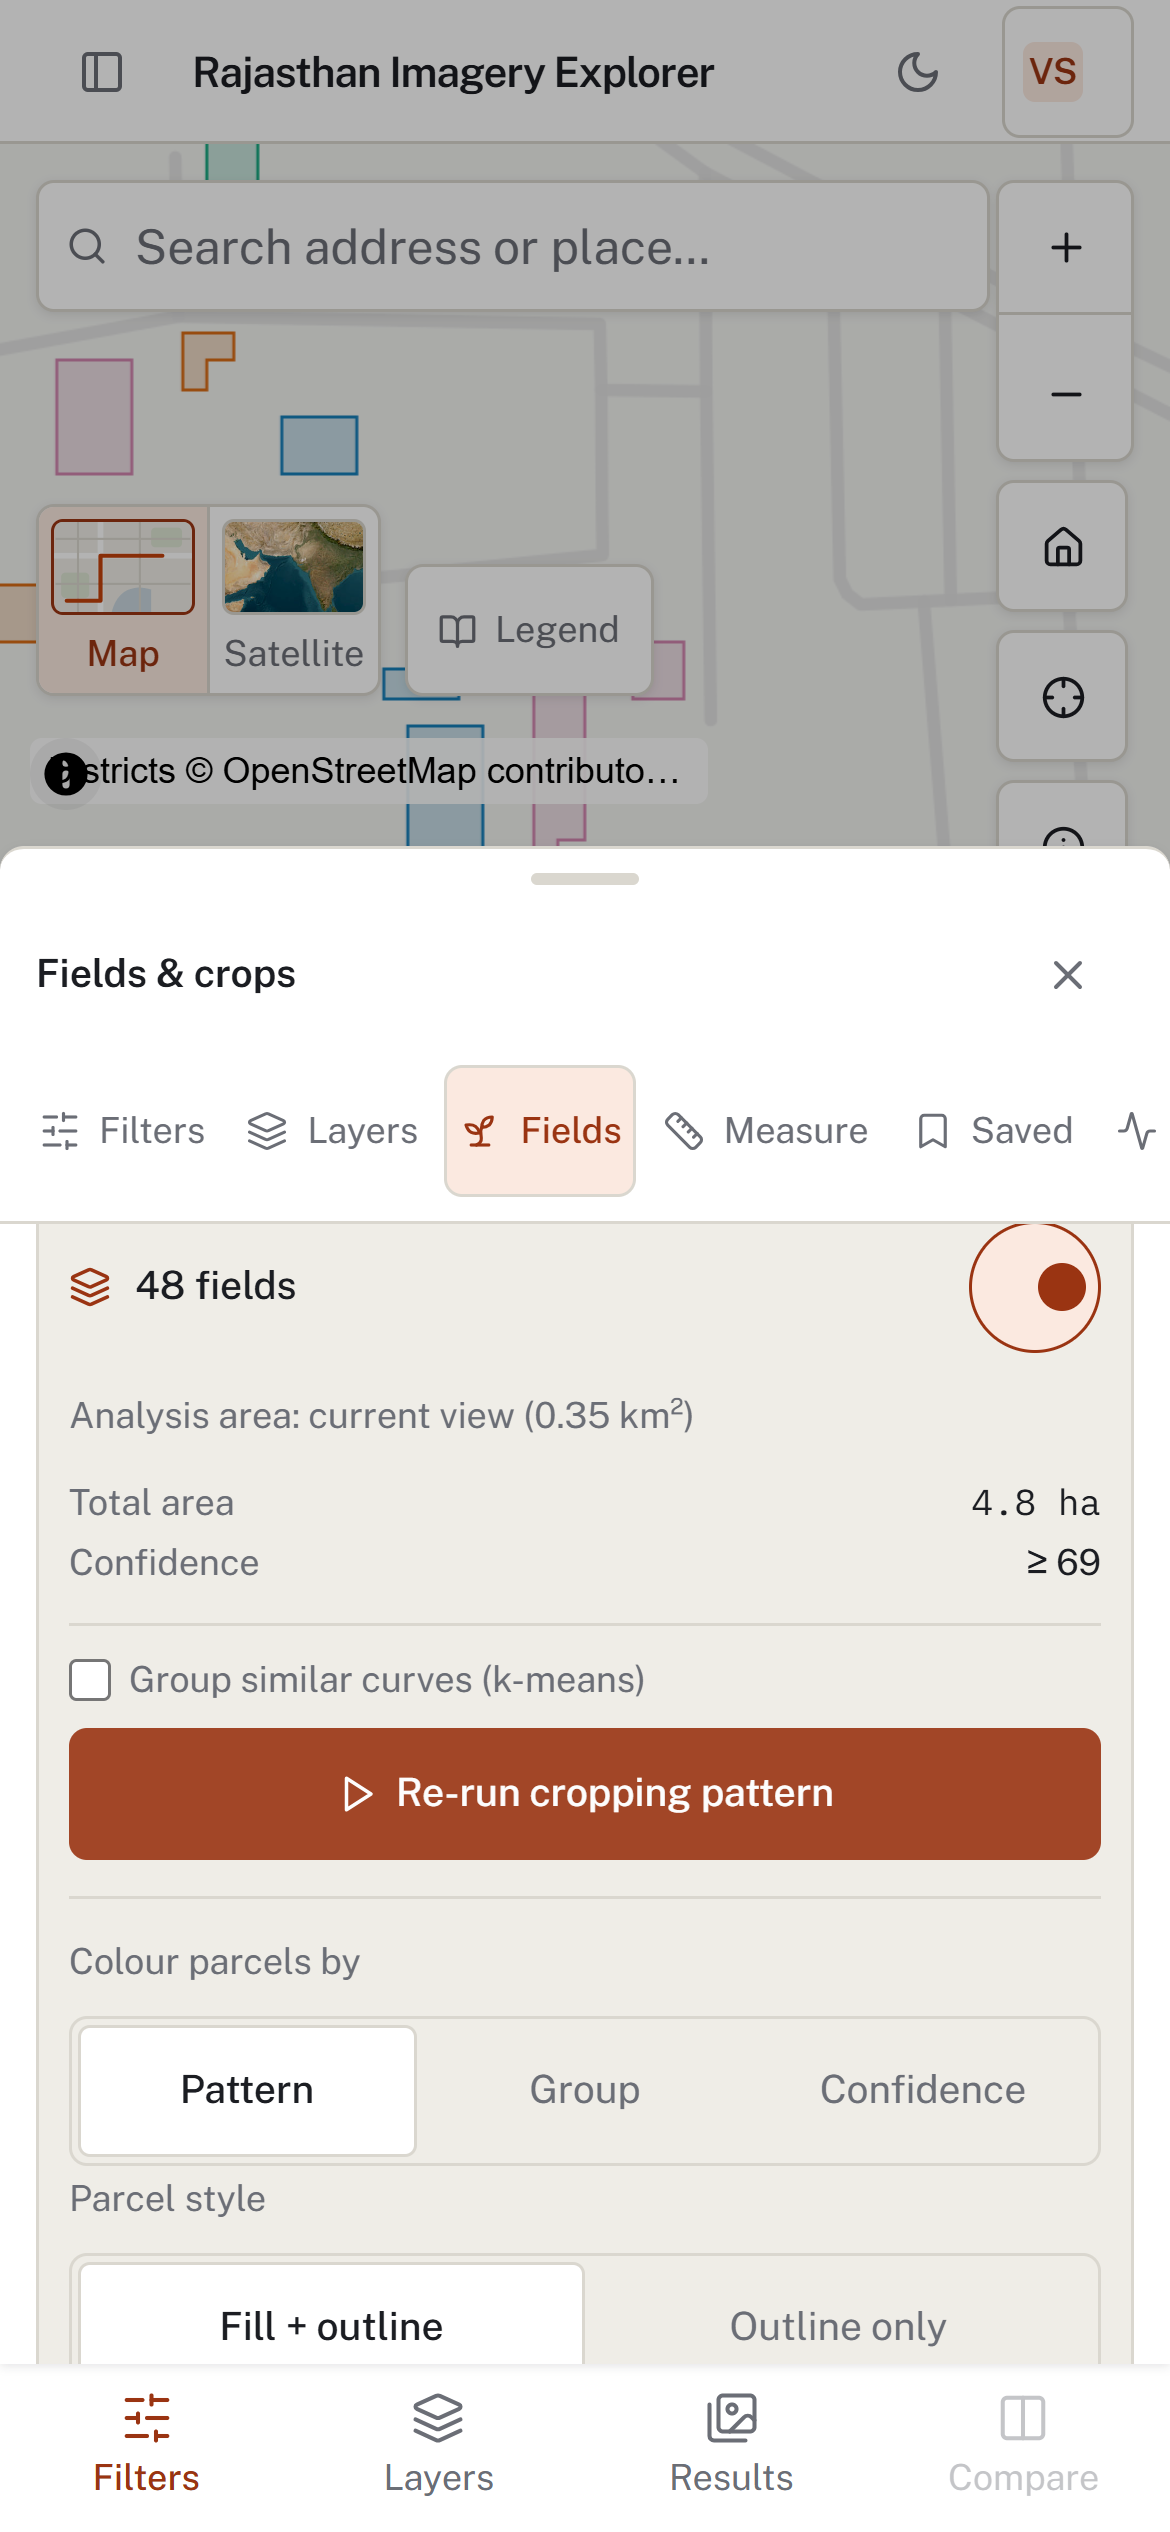 Rajasthan Imagery Explorer
VS
Search address or place...
Map
Satellite
Legend
stricts © OpenStreetMap contributo...
Fields & crops
Filters
Layers
Fields
Measure
Saved
48 fields
Analysis area: current view (0.35 km²)
Total area
4.8 ha
Confidence
≥ 69
Group similar curves (k-means)
Re-run cropping pattern
Colour parcels by
Pattern
Group
Confidence
Parcel style
Fill + outline
Outline only
Filters
Layers
Results
Compare